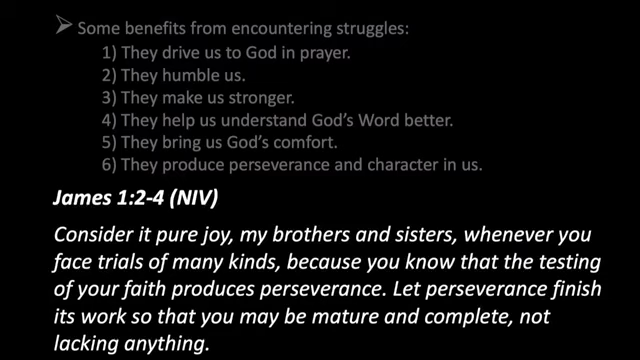 ➢ Some benefits from encountering struggles:
1) They drive us to God in prayer.
2) They humble us.
3) They make us stronger.
4) They help us understand God's Word better.
5) They bring us God's comfort.
6) They produce perseverance and character in us.
James 1:2-4 (NIV)
Consider it pure joy, my brothers and sisters, whenever you
face trials of many kinds, because you know that the testing
of your faith produces perseverance. Let perseverance finish
its work so that you may be mature and complete, not
lacking anything.